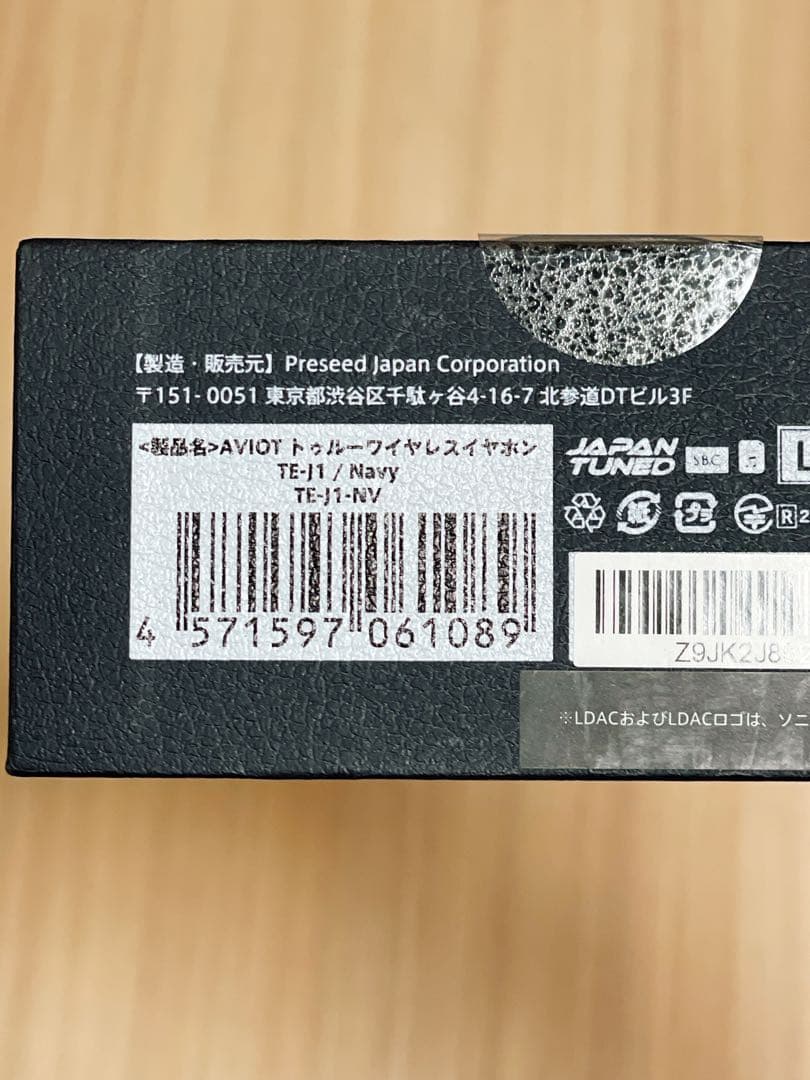 【製造・販売元】Preseed Japan Corporation
〒151-0051 東京都渋谷区千駄ヶ谷4-16-7 北参道DTビル3F
<製品名>AVIOT トゥルーワイヤレスイヤホン
TE-J1 / Navy
TE-J1-NV
4 571597 061089
JAPAN TUNED
SBC
L
紙
プラ
R
Z9JK2J8
※LDACおよびLDACロゴは、ソニ